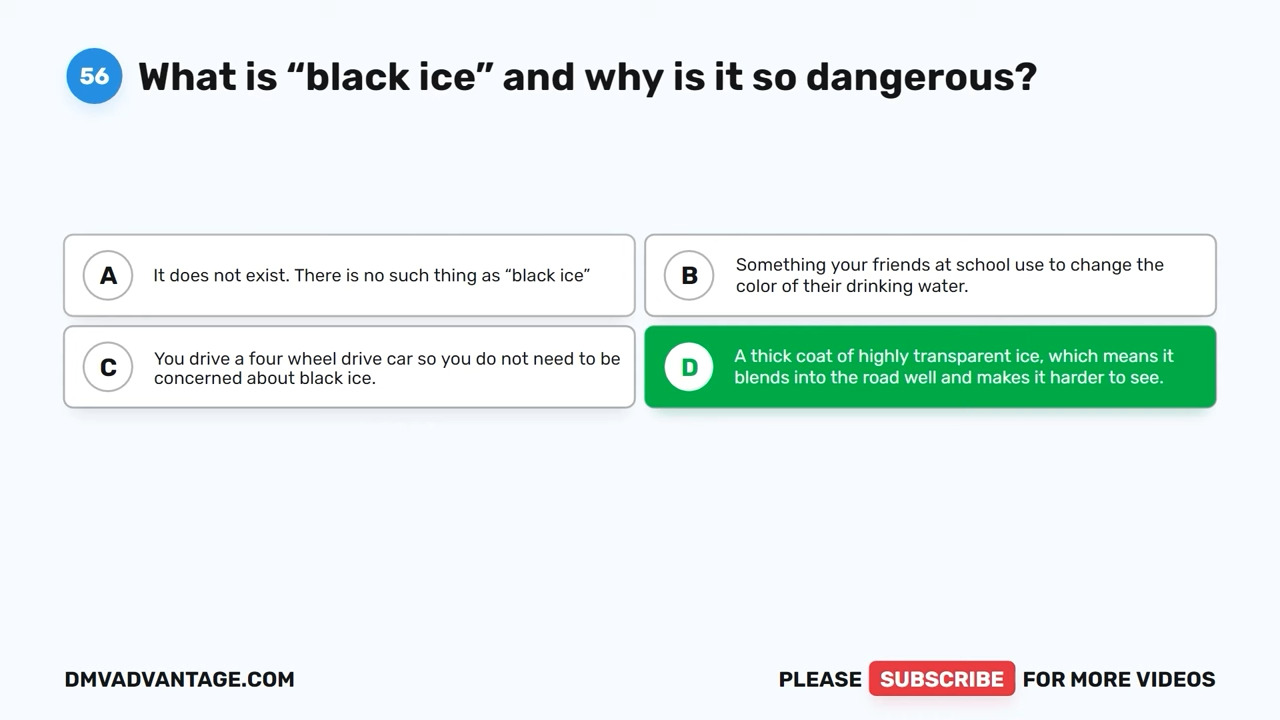 56 What is “black ice” and why is it so dangerous?
A It does not exist. There is no such thing as “black ice”
B Something your friends at school use to change the
color of their drinking water.
C You drive a four wheel drive car so you do not need to be
concerned about black ice.
D A thick coat of highly transparent ice, which means it
blends into the road well and makes it harder to see.
DMVADVANTAGE.COM
PLEASE SUBSCRIBE FOR MORE VIDEOS